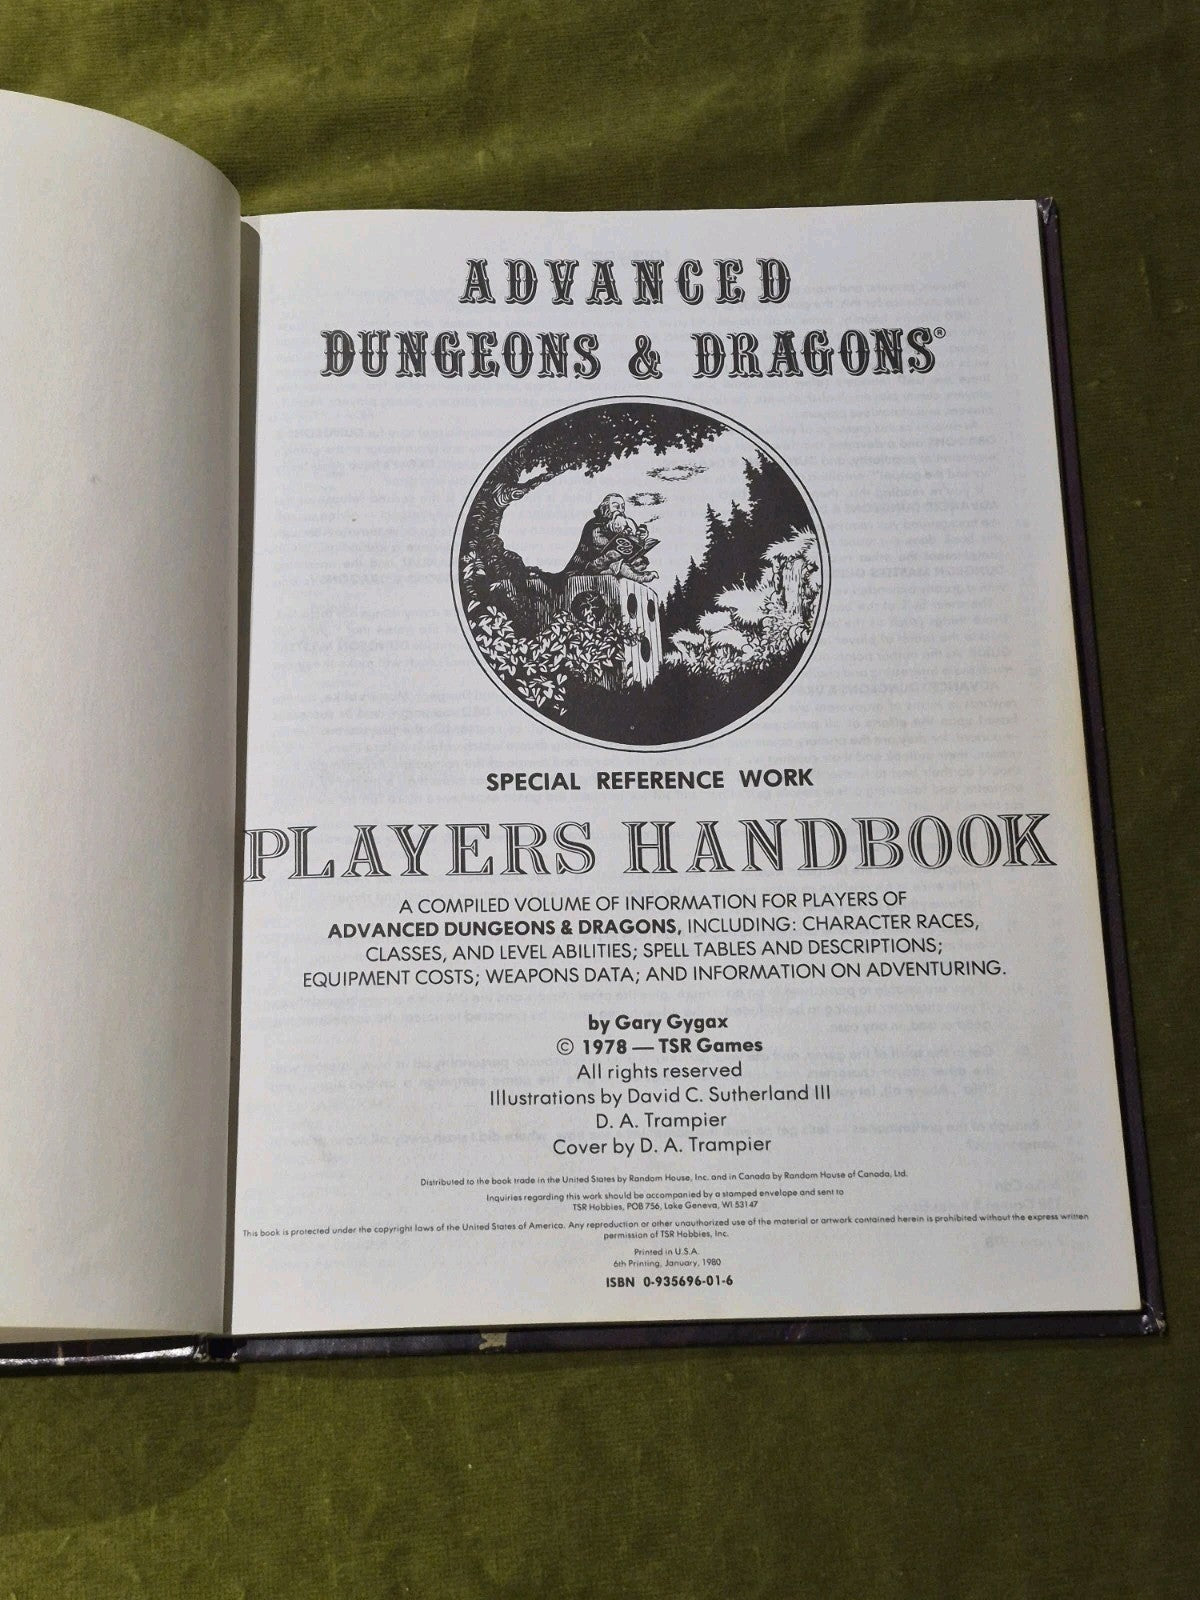 ADVANCED
DUNGEONS & DRAGONS®
SPECIAL REFERENCE WORK
PLAYERS HANDBOOK
A COMPILED VOLUME OF INFORMATION FOR PLAYERS OF
ADVANCED DUNGEONS & DRAGONS, INCLUDING: CHARACTER RACES,
CLASSES, AND LEVEL ABILITIES; SPELL TABLES AND DESCRIPTIONS;
EQUIPMENT COSTS; WEAPONS DATA; AND INFORMATION ON ADVENTURING.
by Gary Gygax
© 1978 — TSR Games
All rights reserved
Illustrations by David C. Sutherland III
D. A. Trampier
Cover by D. A. Trampier
Distributed to the book trade in the United States by Random House, Inc. and in Canada by Random House of Canada, Ltd.
Inquiries regarding this work should be accompanied by a stamped envelope and sent to
TSR Hobbies, POB 756, Lake Geneva, WI 53147
This book is protected under the copyright laws of the United States of America. Any reproduction or other unauthorized use of the material or artwork contained herein is prohibited without the express written
permission of TSR Hobbies, Inc.
Printed in U.S.A.
6th Printing, January, 1980
ISBN 0-935696-01-6